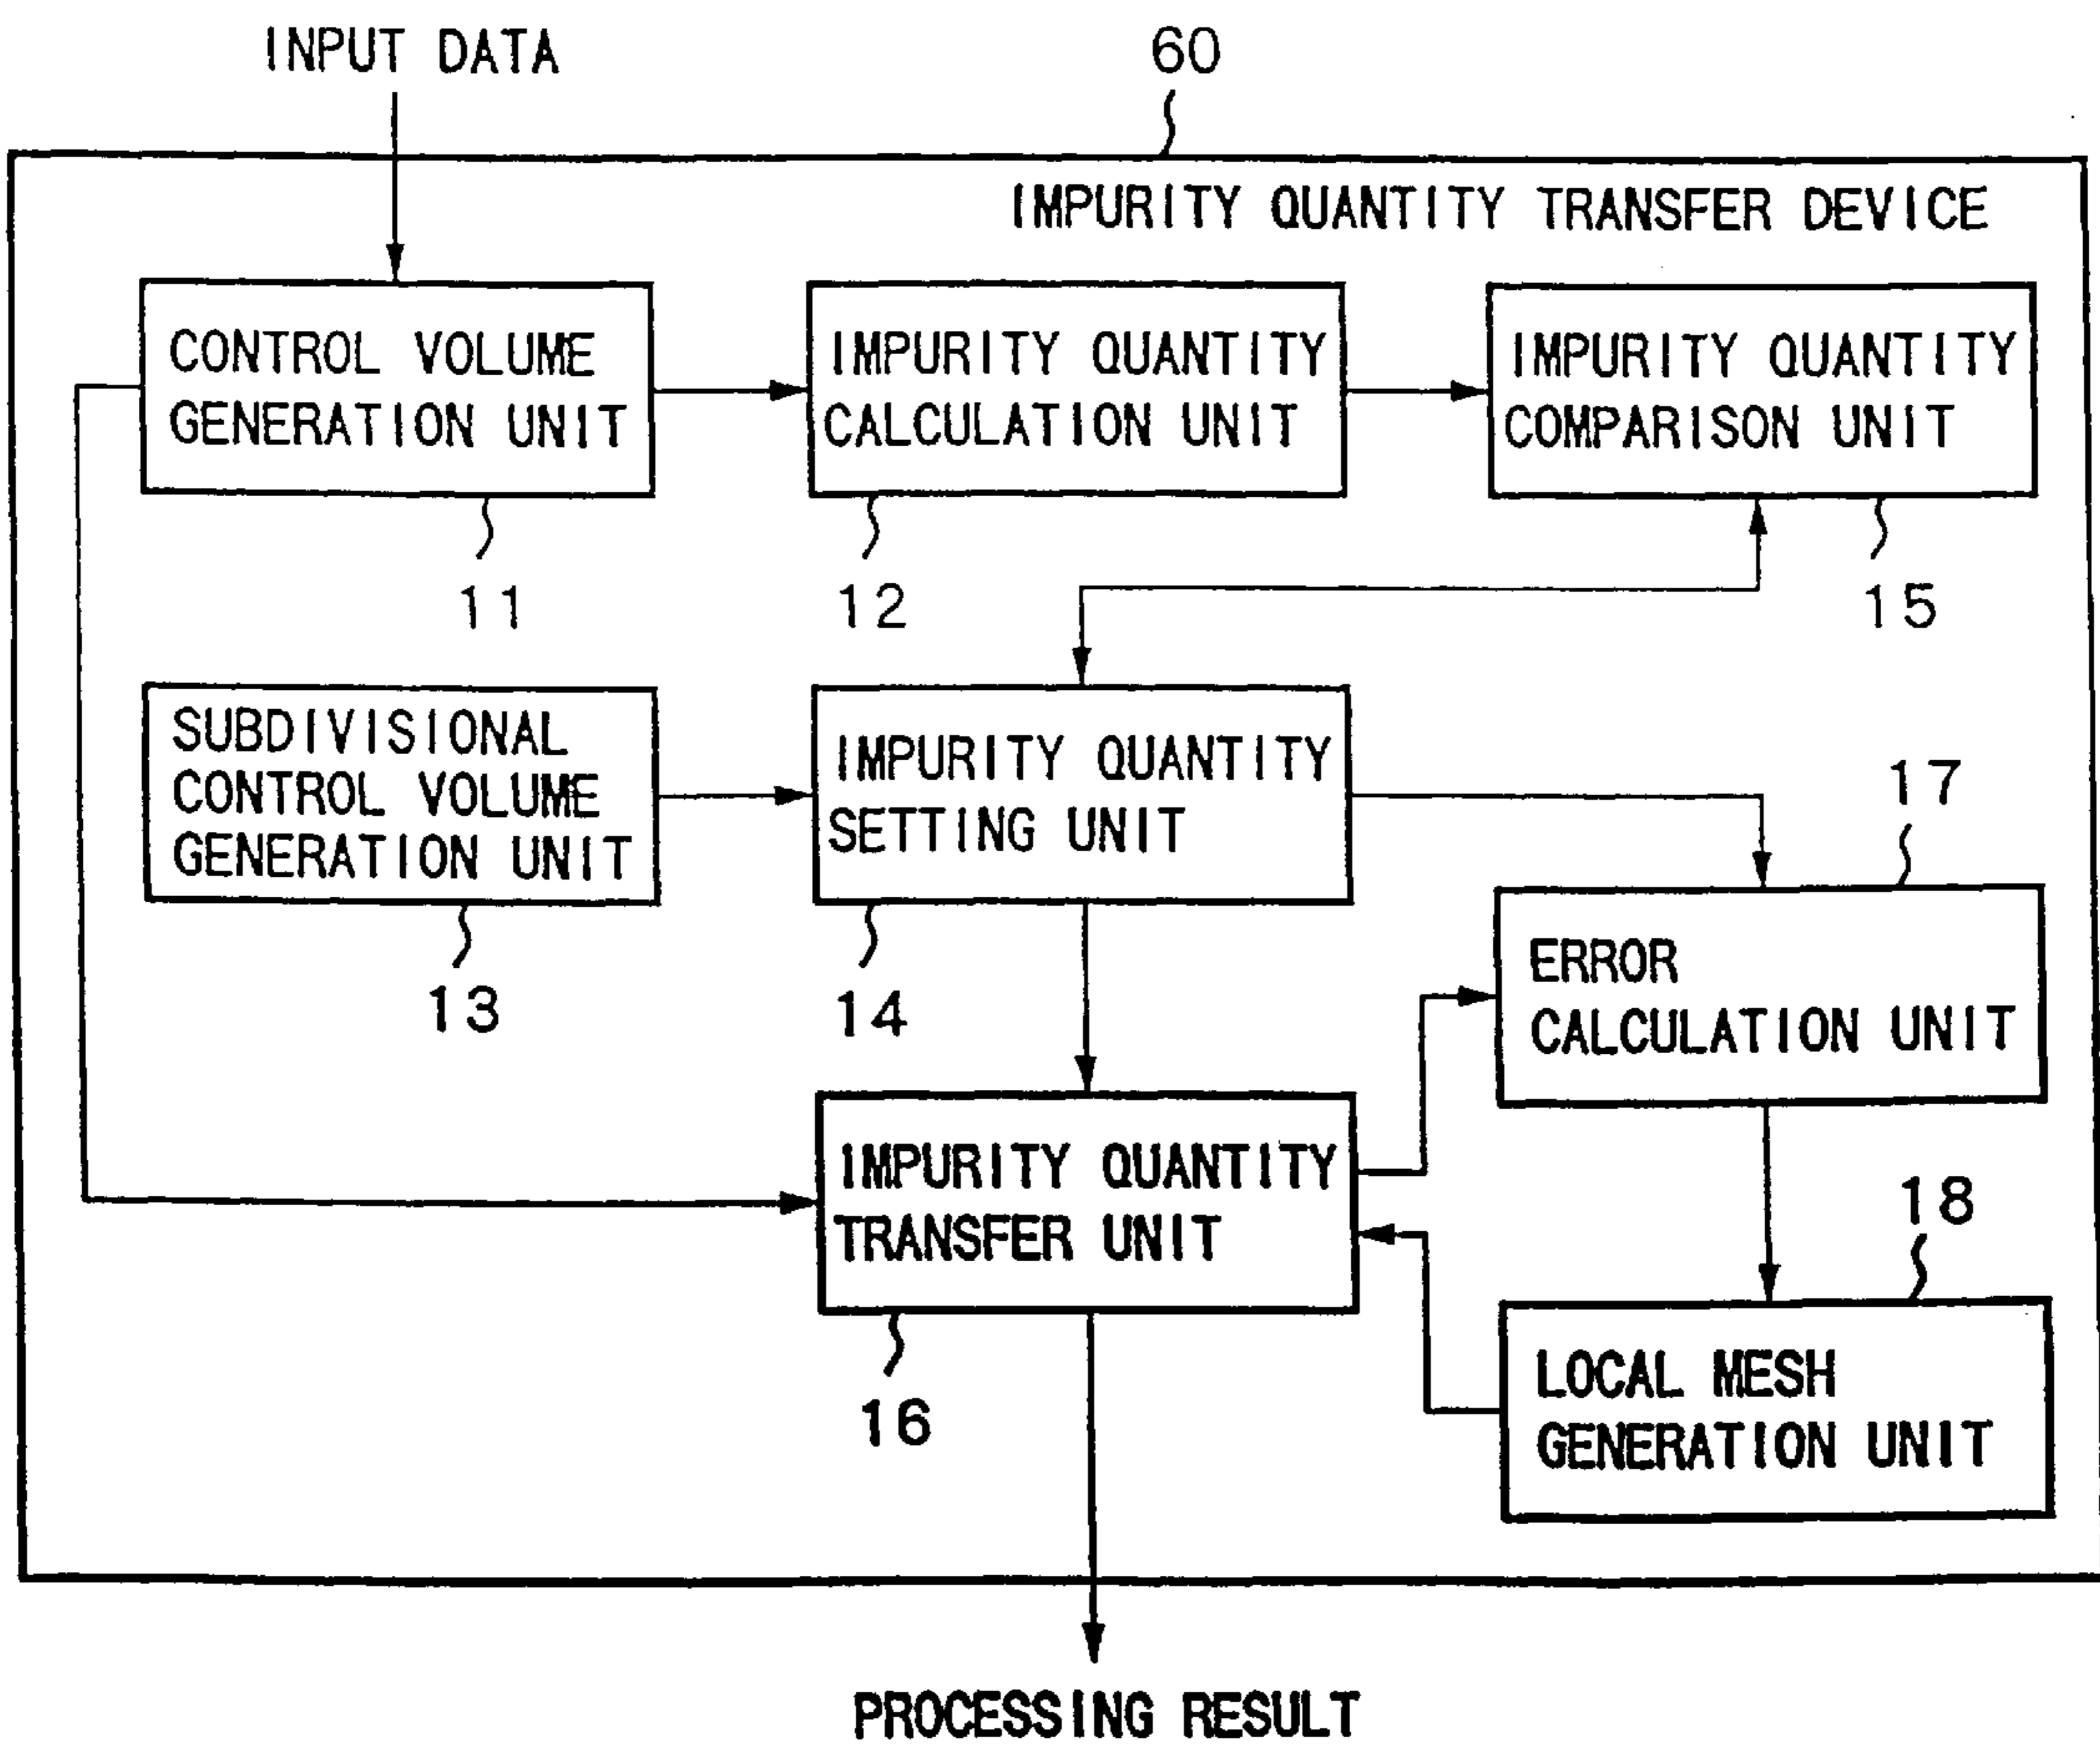 INPUT DATA
60
IMPURITY QUANTITY TRANSFER DEVICE
CONTROL VOLUME
GENERATION UNIT
IMPURITY QUANTITY
CALCULATION UNIT
IMPURITY QUANTITY
COMPARISON UNIT
11
12
15
SUBDIVISIONAL
CONTROL VOLUME
GENERATION UNIT
IMPURITY QUANTITY
SETTING UNIT
17
13
14
ERROR
CALCULATION UNIT
IMPURITY QUANTITY
TRANSFER UNIT
18
16
LOCAL MESH
GENERATION UNIT
PROCESSING RESULT